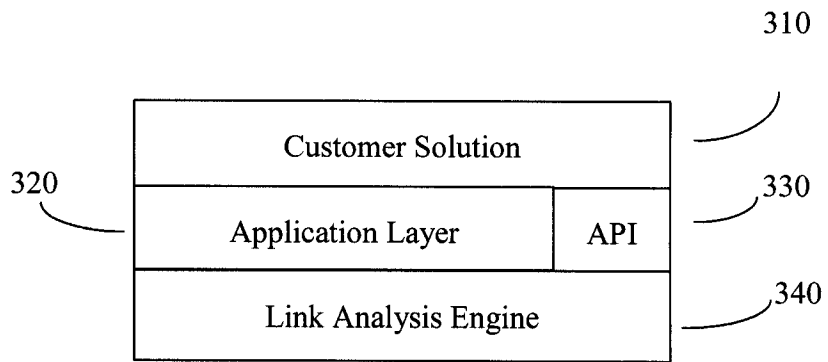 310
Customer Solution
320
Application Layer
API
330
Link Analysis Engine
340